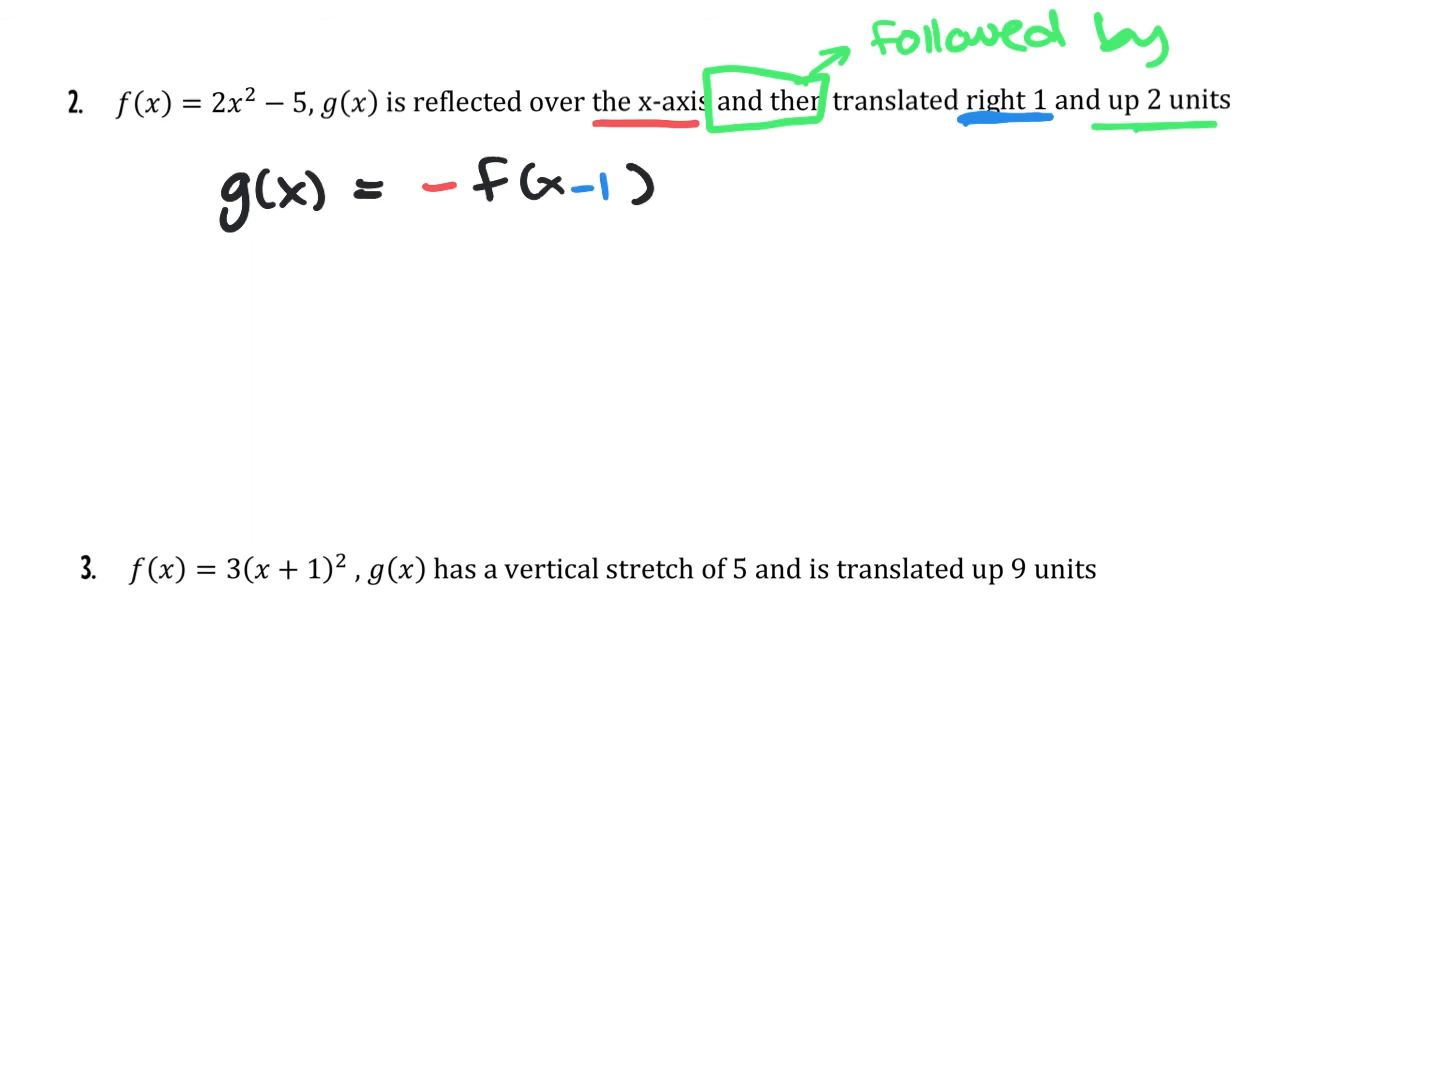 Followed by
2. f(x) = 2x² − 5, g(x) is reflected over the x-axis and then translated right 1 and up 2 units
g(x) = - f(x-1)
3. f(x) = 3(x + 1)² , g(x) has a vertical stretch of 5 and is translated up 9 units